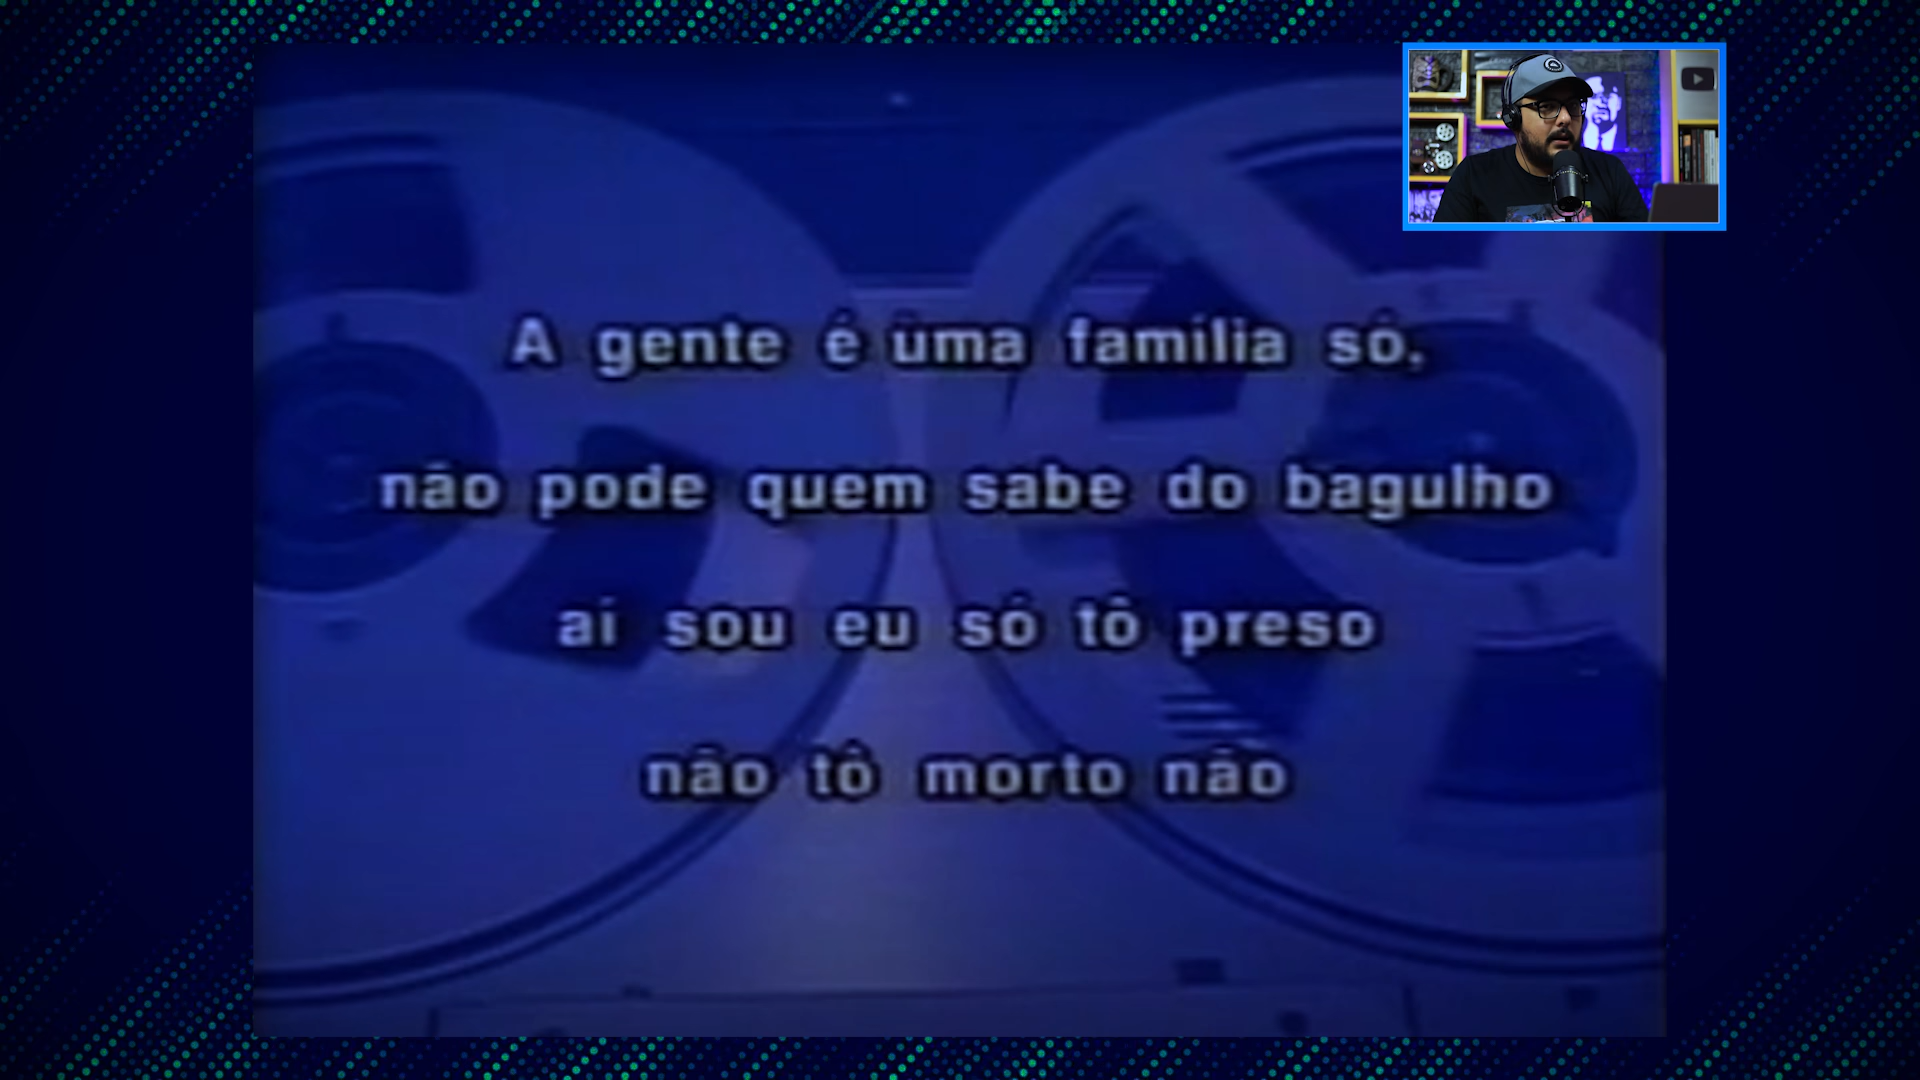 A gente é uma família só,
não pode quem sabe do bagulho
aí sou eu só tô preso
não tô morto não